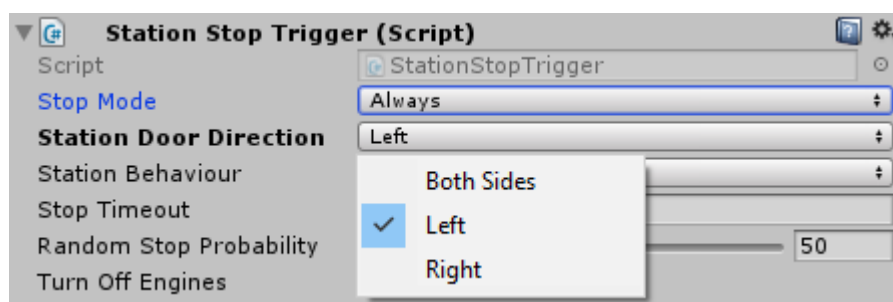 Station Stop Trigger (Script)
Script StationStopTrigger
Stop Mode Always
Station Door Direction Left
Station Behaviour
Both Sides
Stop Timeout
Left
Random Stop Probability 50
Right
Turn Off Engines